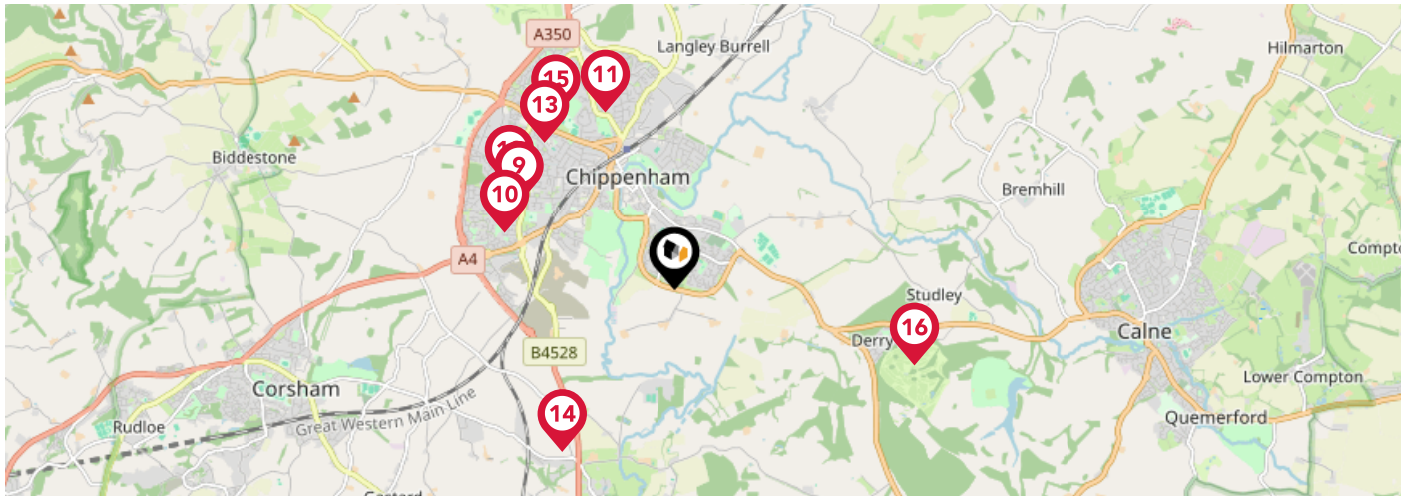 A350
Langley Burrell
Hilmarton
15
11
13
Biddestone
9
Chippenham
10
Bremhill
A4
Studley
16
Derry
Calne
B4528
Corsham
Lower Compton
14
Great Western Main Line
Rudloe
Quemerford